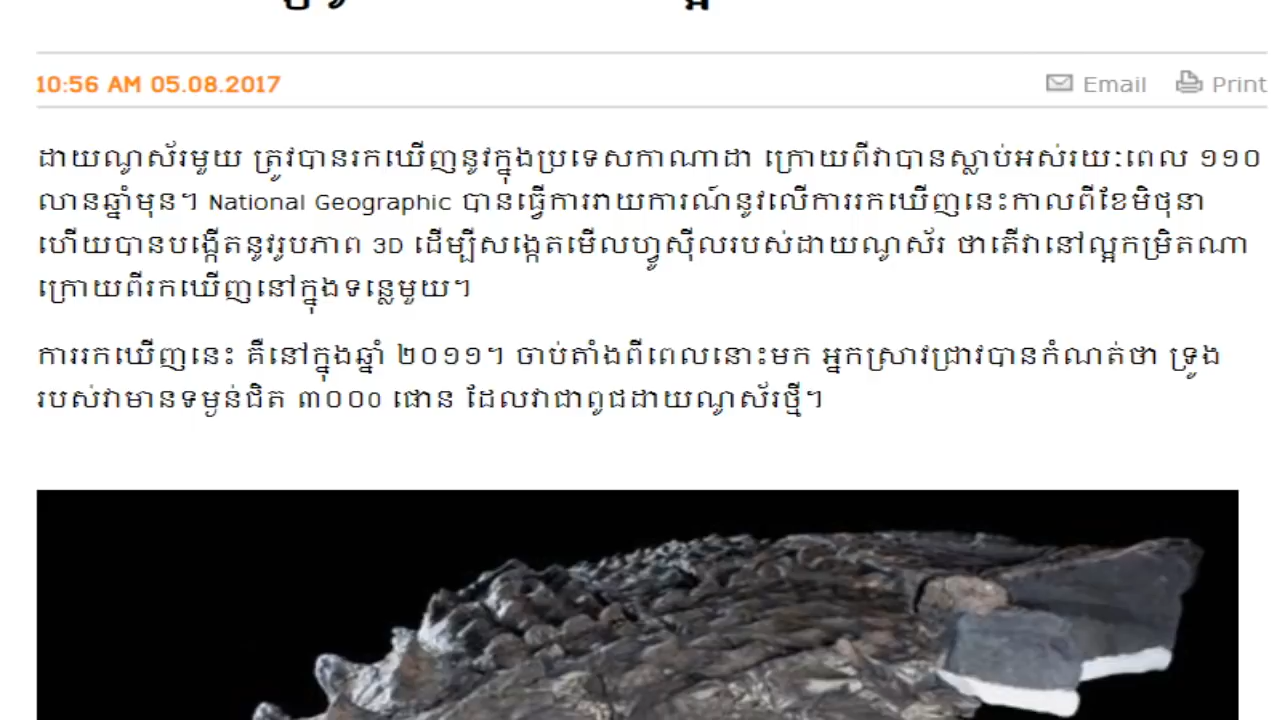 10:56 AM 05.08.2017
Email
Print
ដាយណូស័រមួយ ត្រូវបានរកឃើញនូវក្នុងប្រទេសកាណាដា ក្រោយពីវាបានស្លាប់អស់រយៈពេល ១១០
លានឆ្នាំមុន។ National Geographic បានធ្វើការរាយការណ៍នូវលើការរកឃើញនេះកាលពីខែមិថុនា
ហើយបានបង្កើតនូវរូបភាព 3D ដើម្បីសង្កេតមើលហ្វូស៊ីលរបស់ដាយណូស័រ ថាតើវានៅល្អកម្រិតណា
ក្រោយពីរកឃើញនៅក្នុងទន្លេមួយ។
ការរកឃើញនេះ គឺនៅក្នុងឆ្នាំ ២០១១។ ចាប់តាំងពីពេលនោះមក អ្នកស្រាវជ្រាវបានកំណត់ថា ទ្រូង
របស់វាមានទម្ងន់ជិត ៣០០០ ផោន ដែលវាជាពូជដាយណូស័រថ្មី។